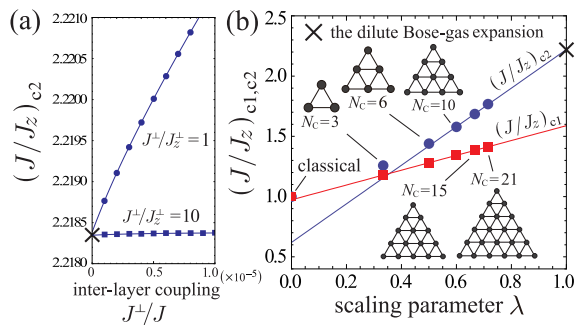 (a)
(J/J_z)_c2
2.2210
2.2205
2.2200
2.2195
2.2190
2.2185
2.2180
J^⊥/J_z^⊥=1
J^⊥/J_z^⊥=10
0
0.5
1.0
(×10^-5)
inter-layer coupling
J^⊥/J
(b)
(J/J_z)_c1,c2
2.5
2.0
1.5
1.0
0.5
× the dilute Bose-gas expansion
N_C=3
N_C=6
N_C=10
(J/J_z)_c2
(J/J_z)_c1
classical
N_C=15
N_C=21
0.0
0.2
0.4
0.6
0.8
1.0
scaling parameter λ